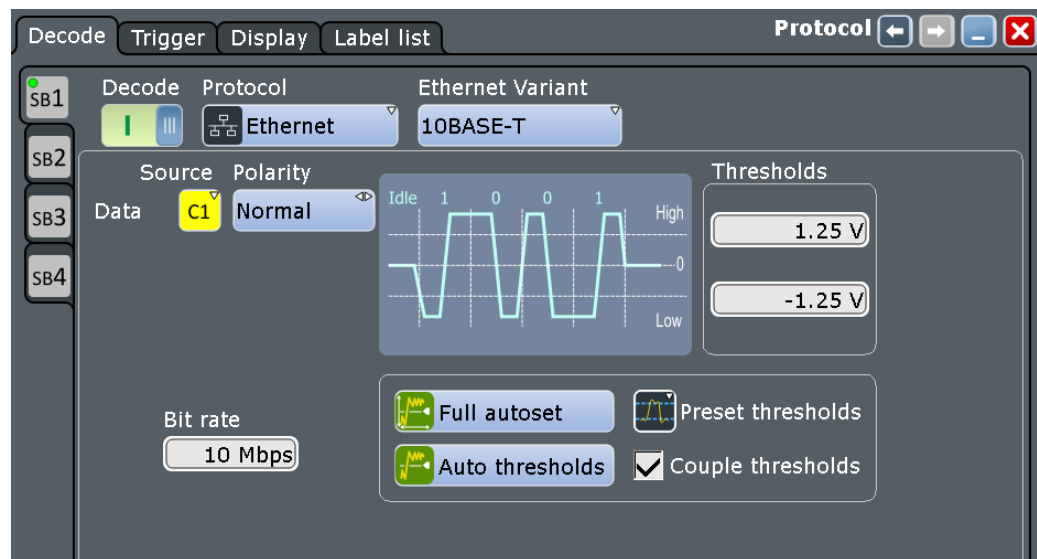 Decode Trigger Display Label list Protocol
SB1
SB2
SB3
SB4
Decode Protocol Ethernet Variant
Ethernet 10BASE-T
Source Polarity Thresholds
Data C1 Normal
Idle 1 0 0 1
High
0
Low
1.25 V
-1.25 V
Bit rate
10 Mbps
Full autoset Preset thresholds
Auto thresholds Couple thresholds